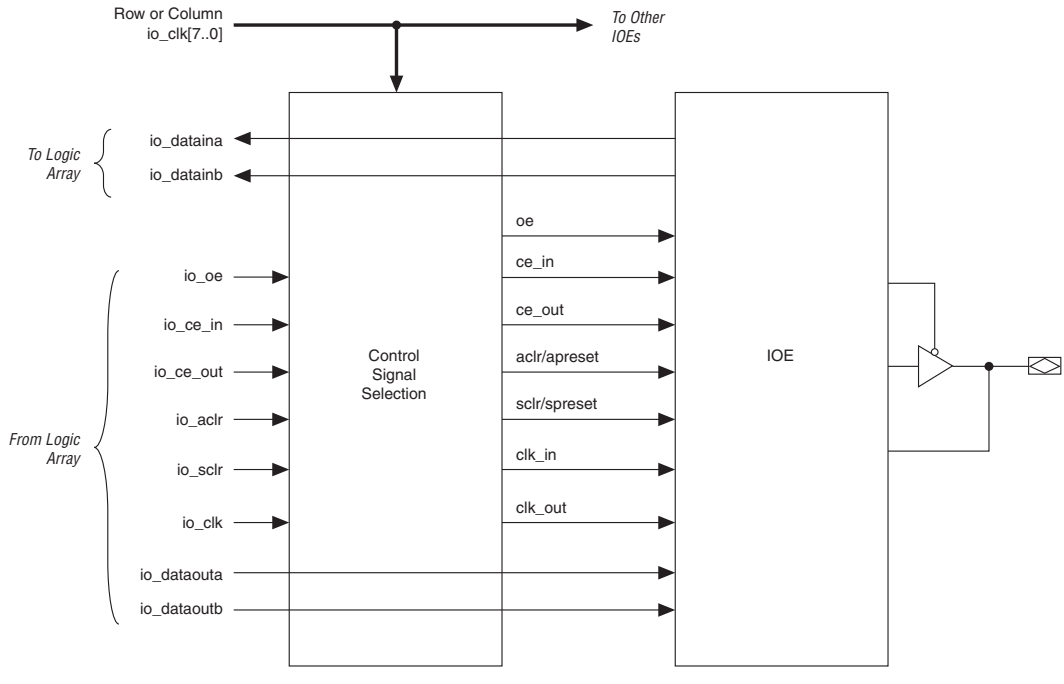 Row or Column
io_clk[7..0]
To Other
IOEs
To Logic
Array
io_dataina
io_datainb
oe
ce_in
ce_out
aclr/apreset
sclr/spreset
clk_in
clk_out
From Logic
Array
io_oe
io_ce_in
io_ce_out
io_aclr
io_sclr
io_clk
io_dataouta
io_dataoutb
Control
Signal
Selection
IOE